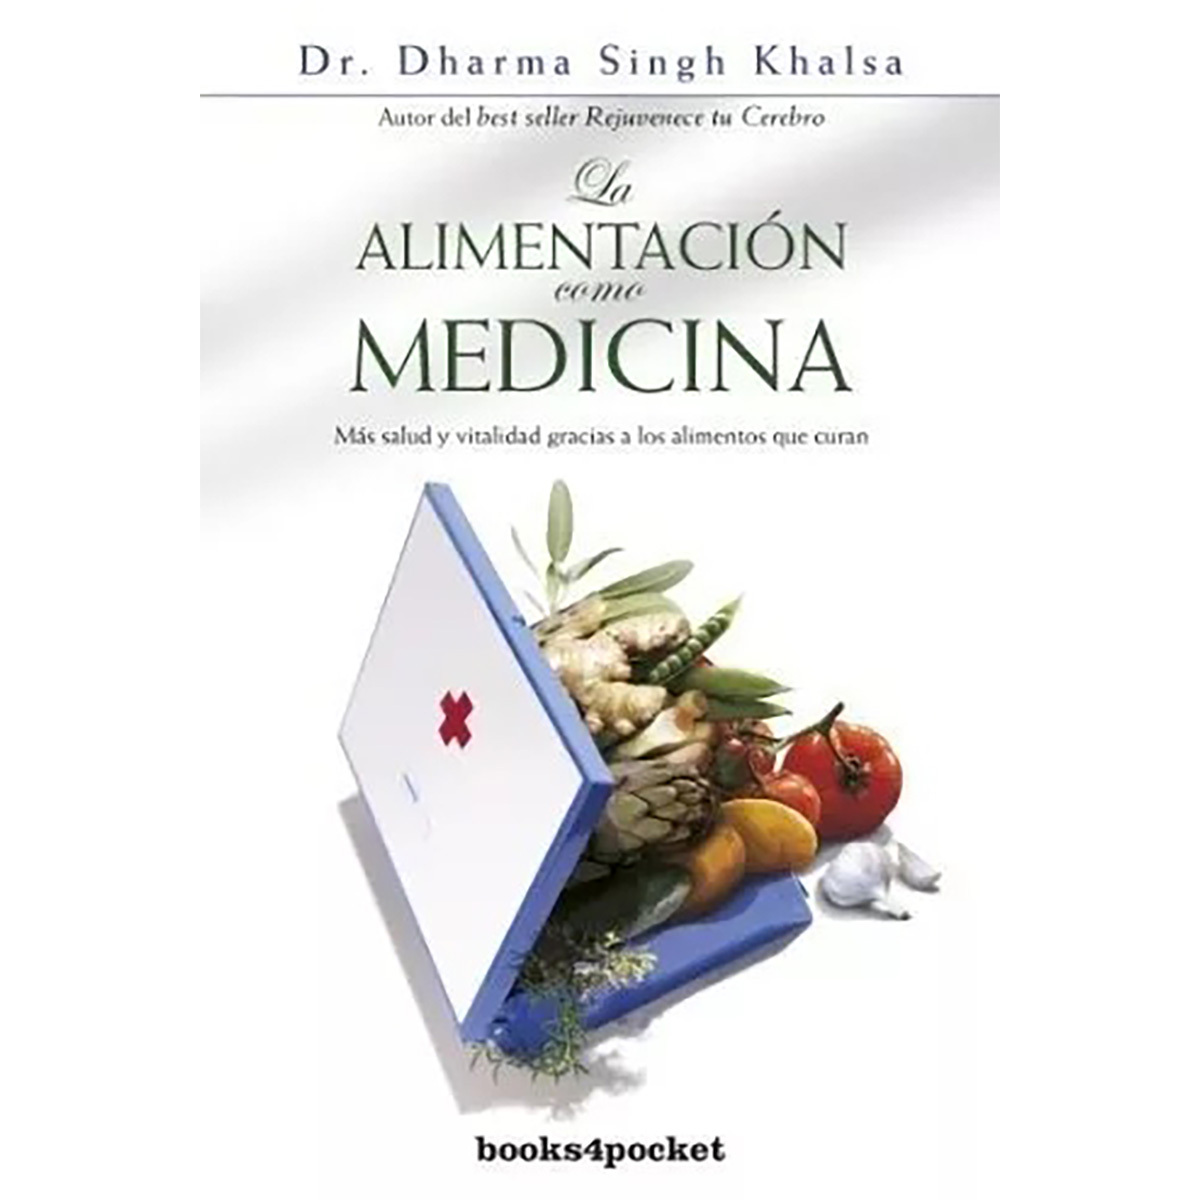 Dr. Dharma Singh Khalsa
Autor del best seller Rejuvenece tu Cerebro
La
ALIMENTACIÓN
como
MEDICINA
Más salud y vitalidad gracias a los alimentos que curan
books4pocket